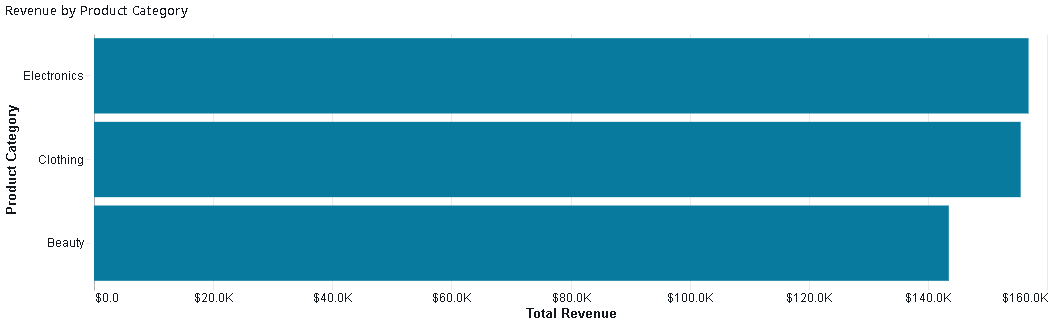 Revenue by Product Category
Product Category
Electronics
Clothing
Beauty
$0.0 $20.0K $40.0K $60.0K $80.0K $100.0K $120.0K $140.0K $160.0K
Total Revenue